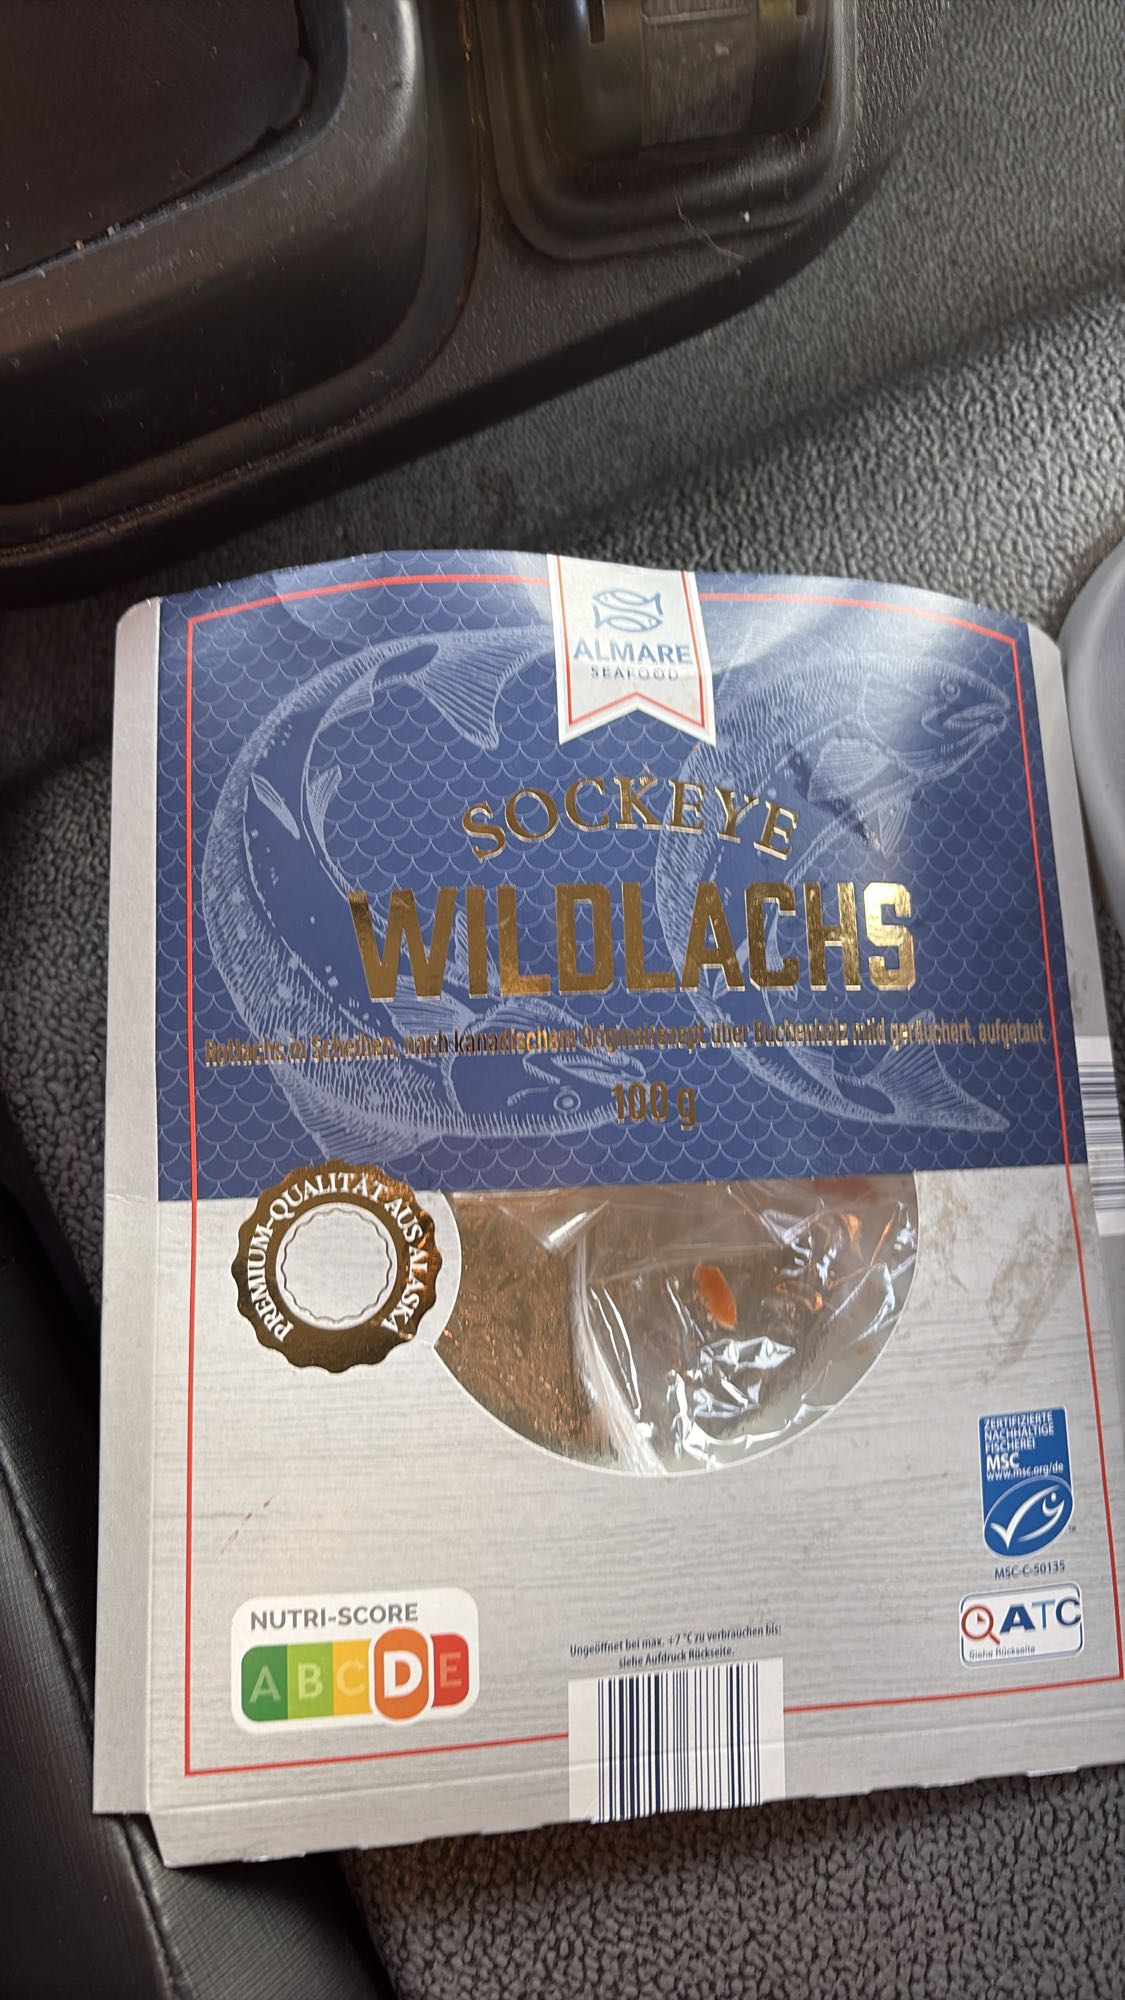 ALMARE
SEAFOOD
SOCKEYE
WILDLACHS
Rotlachs in Scheiben, nach kanadischem Originalrezept über Buchenholz mild geräuchert, aufgetaut
100 g
PREMIUM-QUALITÄT AUS ALASKA
ZERTIFIZIERTE
NACHHALTIGE
FISCHEREI
MSC
www.msc.org/de
TM
MSC-C-50135
ATC
Siehe Rückseite
NUTRI-SCORE
A B C D E
Ungeöffnet bei max. +7 °C zu verbrauchen bis:
siehe Aufdruck Rückseite.